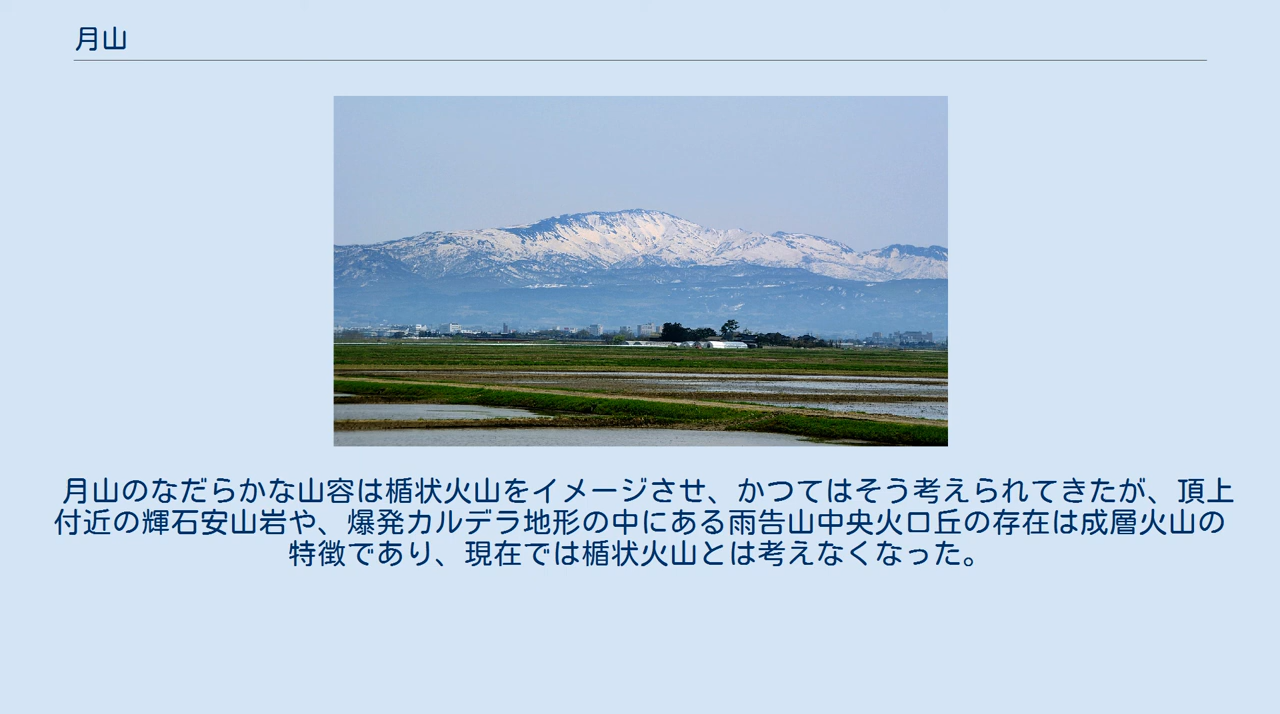 月山
月山のなだらかな山容は楯状火山をイメージさせ、かつてはそう考えられてきたが、頂上
付近の輝石安山岩や、爆発カルデラ地形の中にある雨告山中央火口丘の存在は成層火山の
特徴であり、現在では楯状火山とは考えなくなった。